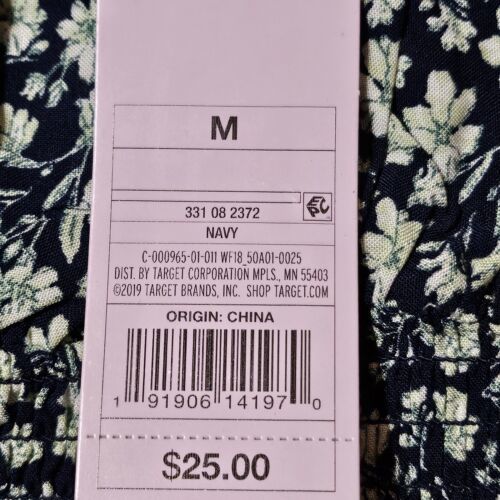 M
331 08 2372
EPC
NAVY
C-000965-01-011 WF18_50A01-0025
DIST. BY TARGET CORPORATION MPLS., MN 55403
©2019 TARGET BRANDS, INC. SHOP TARGET.COM
ORIGIN: CHINA
1 91906 14197 0
$25.00